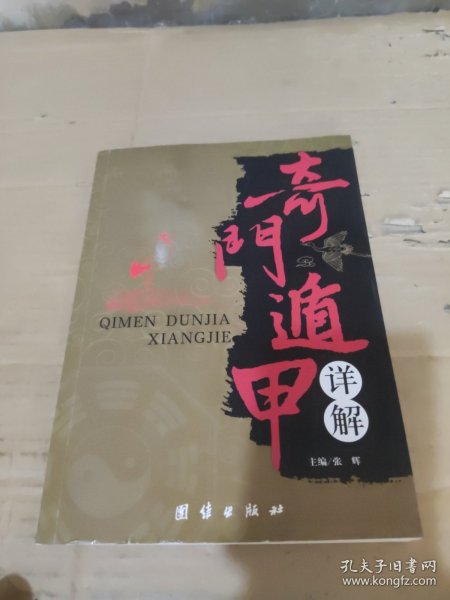 奇門遁甲
详解
QIMEN DUNJIA
XIANGJIE
主编/张 辉
团结出版社
孔夫子旧书网
www.kongfz.com